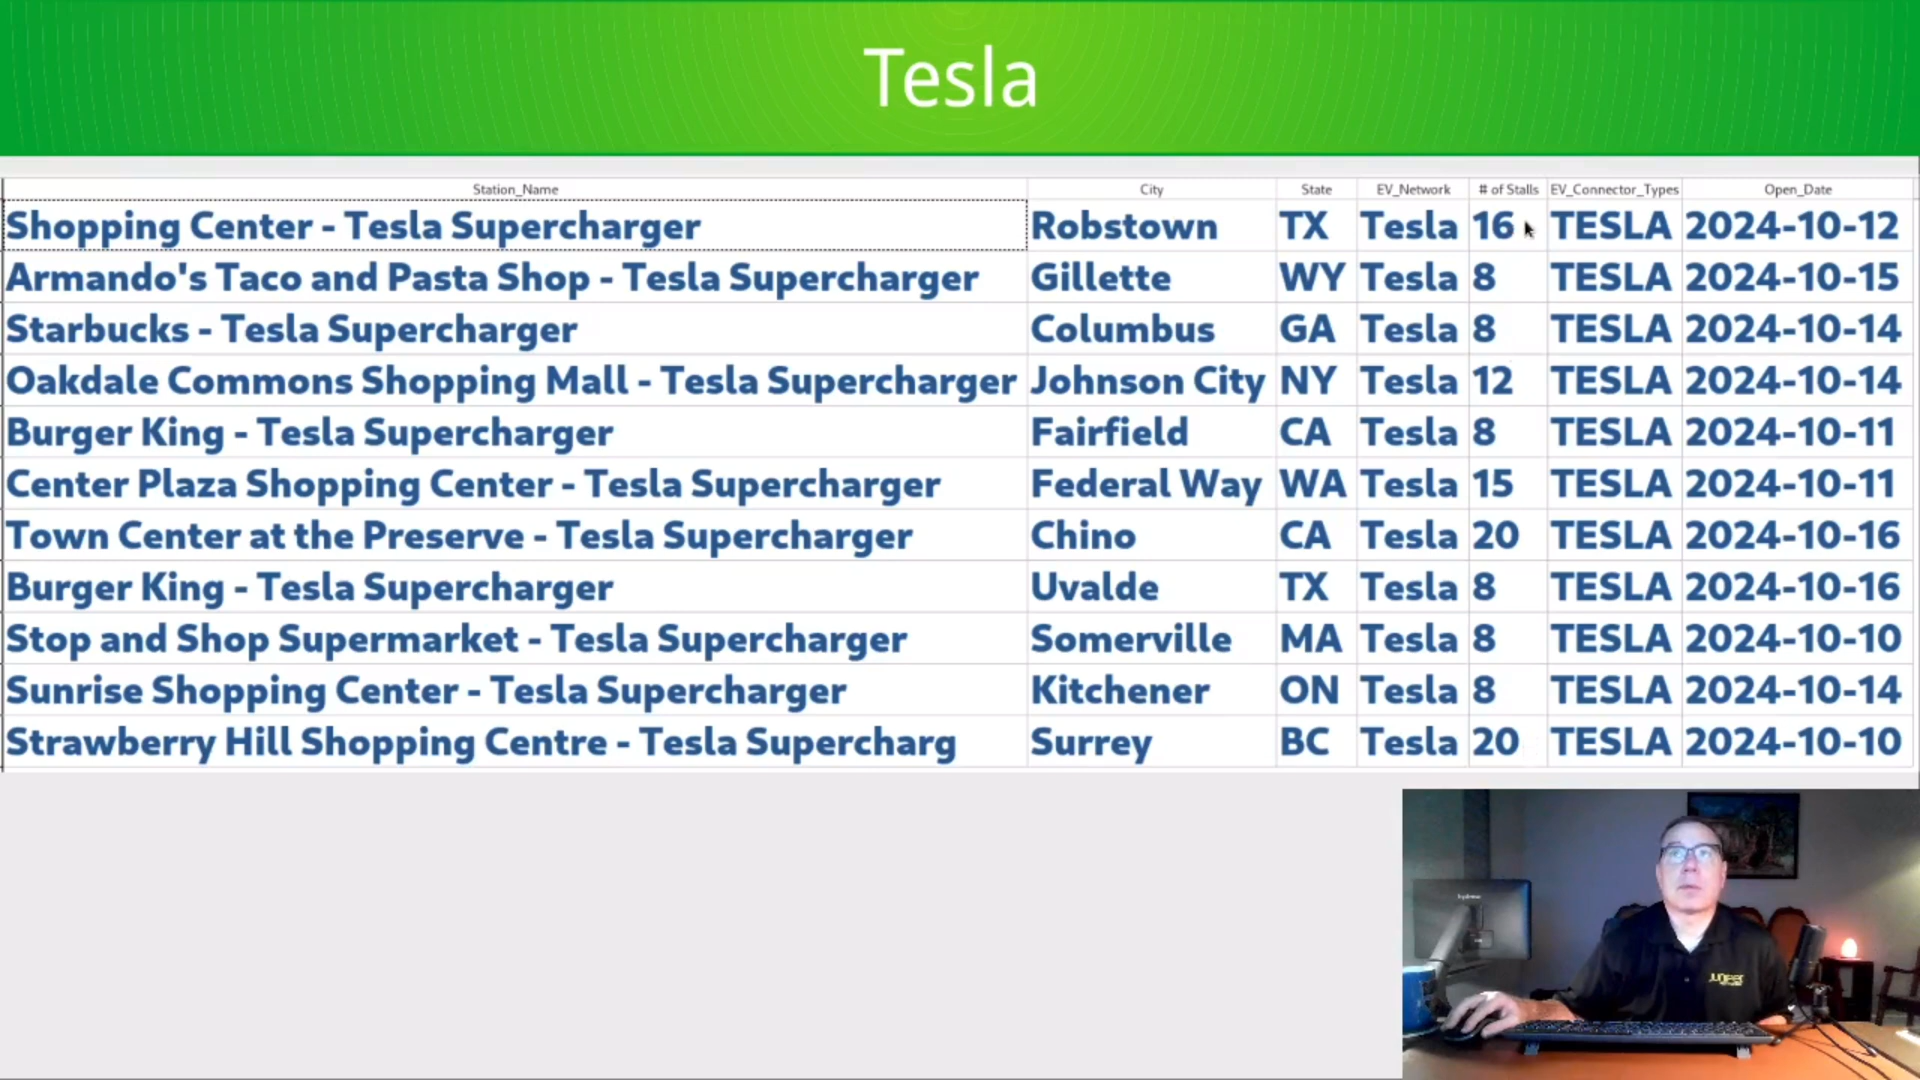 Tesla
Station_Name City State EV_Network # of Stalls EV_Connector_Types Open_Date
Shopping Center - Tesla Supercharger Robstown TX Tesla 16 TESLA 2024-10-12
Armando's Taco and Pasta Shop - Tesla Supercharger Gillette WY Tesla 8 TESLA 2024-10-15
Starbucks - Tesla Supercharger Columbus GA Tesla 8 TESLA 2024-10-14
Oakdale Commons Shopping Mall - Tesla Supercharger Johnson City NY Tesla 12 TESLA 2024-10-14
Burger King - Tesla Supercharger Fairfield CA Tesla 8 TESLA 2024-10-11
Center Plaza Shopping Center - Tesla Supercharger Federal Way WA Tesla 15 TESLA 2024-10-11
Town Center at the Preserve - Tesla Supercharger Chino CA Tesla 20 TESLA 2024-10-16
Burger King - Tesla Supercharger Uvalde TX Tesla 8 TESLA 2024-10-16
Stop and Shop Supermarket - Tesla Supercharger Somerville MA Tesla 8 TESLA 2024-10-10
Sunrise Shopping Center - Tesla Supercharger Kitchener ON Tesla 8 TESLA 2024-10-14
Strawberry Hill Shopping Centre - Tesla Supercharg Surrey BC Tesla 20 TESLA 2024-10-10